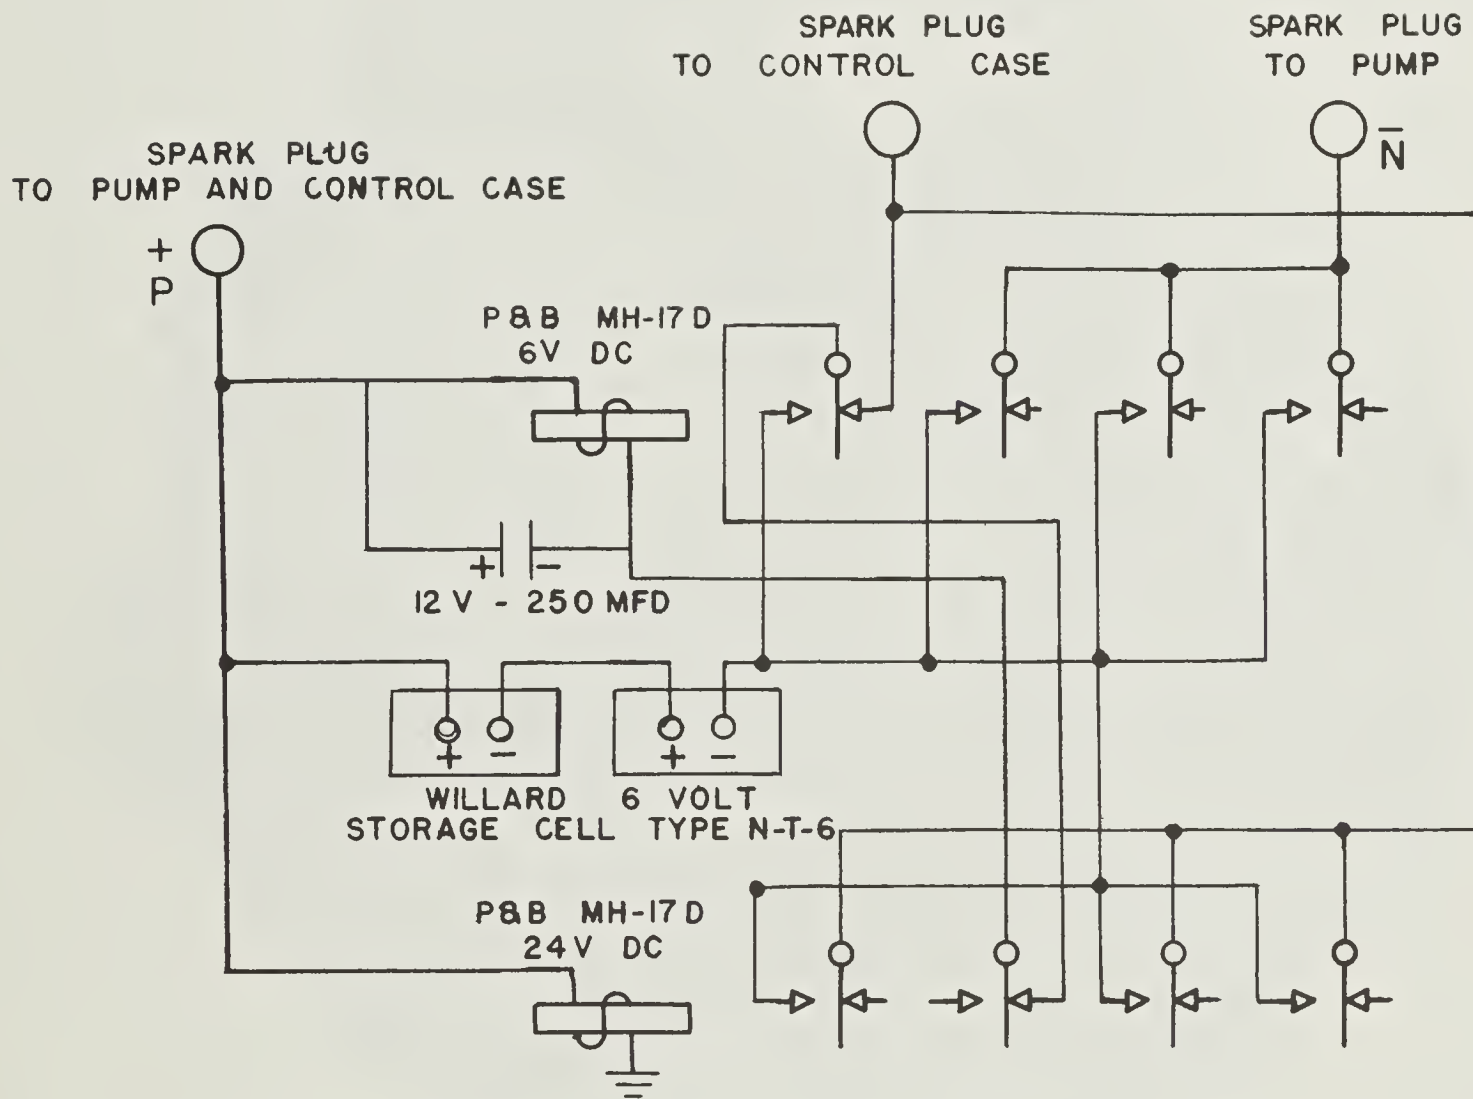 SPARK PLUG
TO CONTROL CASE
SPARK PLUG
TO PUMP
N
SPARK PLUG
TO PUMP AND CONTROL CASE
+
P
P&B MH-17D
6V DC
+ -
12V - 250 MFD
+ -
+ -
WILLARD 6 VOLT
STORAGE CELL TYPE N-T-6
P&B MH-17D
24V DC